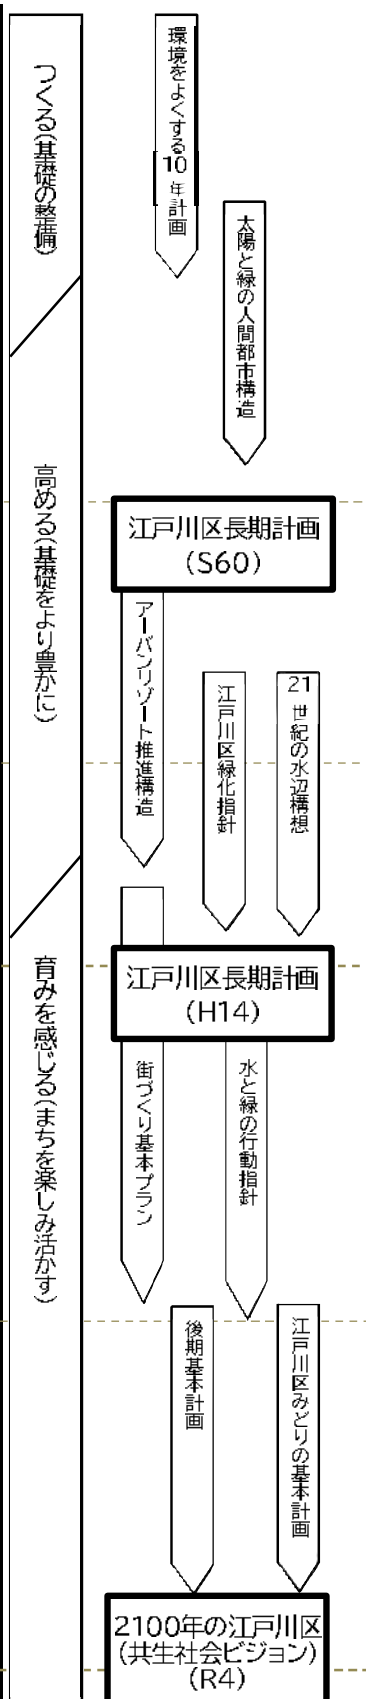 つくる（基礎の整備）
環境をよくする10年計画
太陽と緑の人間都市構造
高める（基礎をより豊かに）
江戸川区長期計画
（S60）
アーバンリゾート推進構造
江戸川区緑化指針
21世紀の水辺構想
江戸川区長期計画
（H14）
育みを感じる（まちを楽しみ活かす）
街づくり基本プラン
水と緑の行動指針
後期基本計画
江戸川区みどりの基本計画
2100年の江戸川区
（共生社会ビジョン）
（R4）